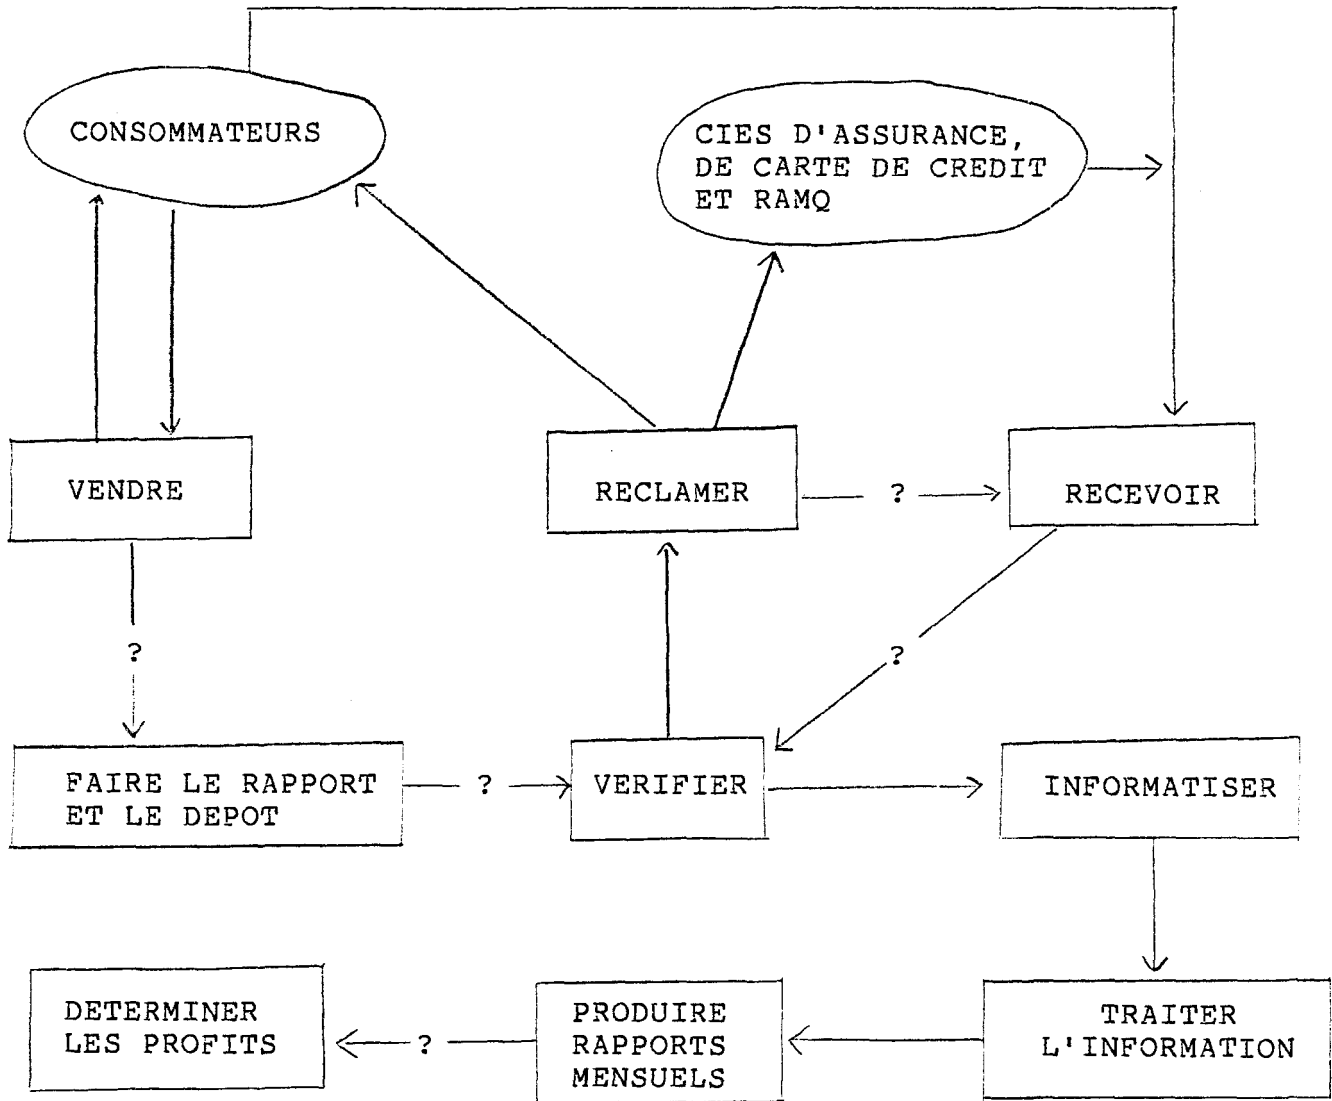 CONSOMMATEURS
CIES D'ASSURANCE,
DE CARTE DE CREDIT
ET RAMQ
VENDRE
RECLAMER
?
RECEVOIR
?
?
FAIRE LE RAPPORT
ET LE DEPOT
?
VERIFIER
INFORMATISER
DETERMINER
LES PROFITS
?
PRODUIRE
RAPPORTS
MENSUELS
TRAITER
L'INFORMATION